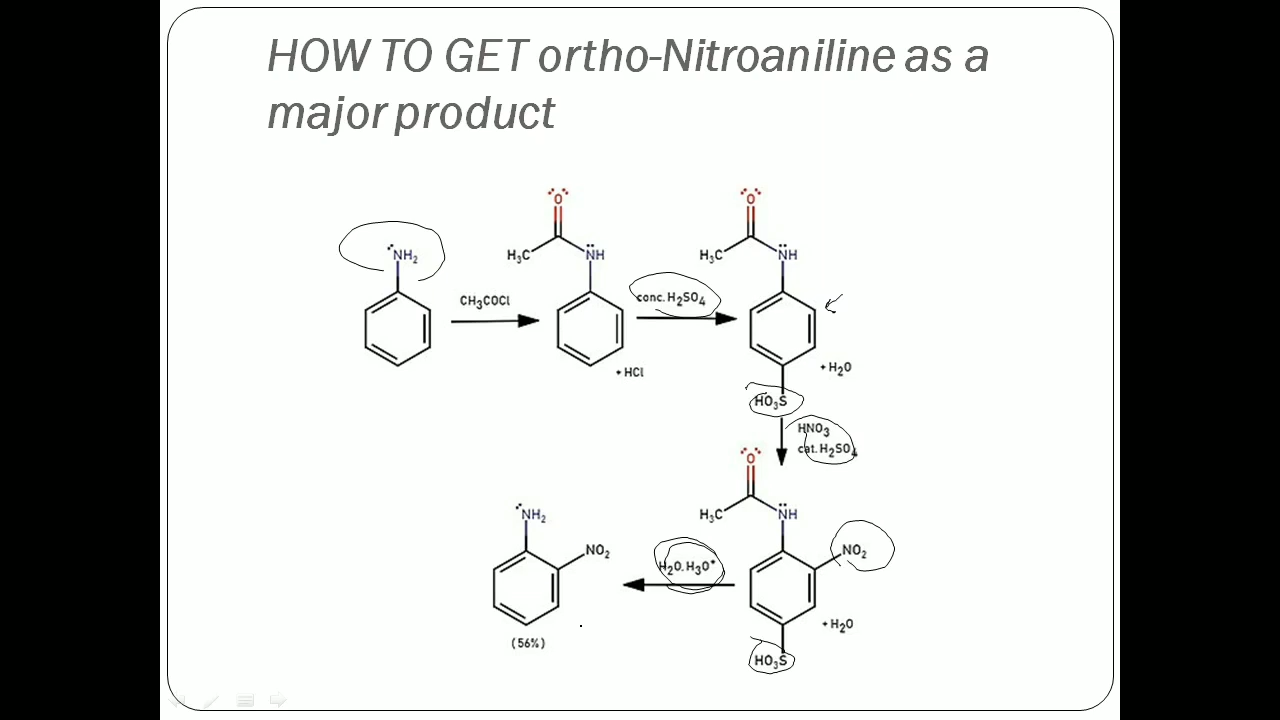 HOW TO GET ortho-Nitroaniline as a
major product
O
O
NH₂
H₃C
NH
H₃C
NH
CH₃COCl
conc. H₂SO₄
+ HCl
+ H₂O
HO₃S
HNO₃
cat. H₂SO₄
O
NH₂
H₃C
NH
NO₂
NO₂
H₂O. H₃O⁺
+ H₂O
(56%)
HO₃S